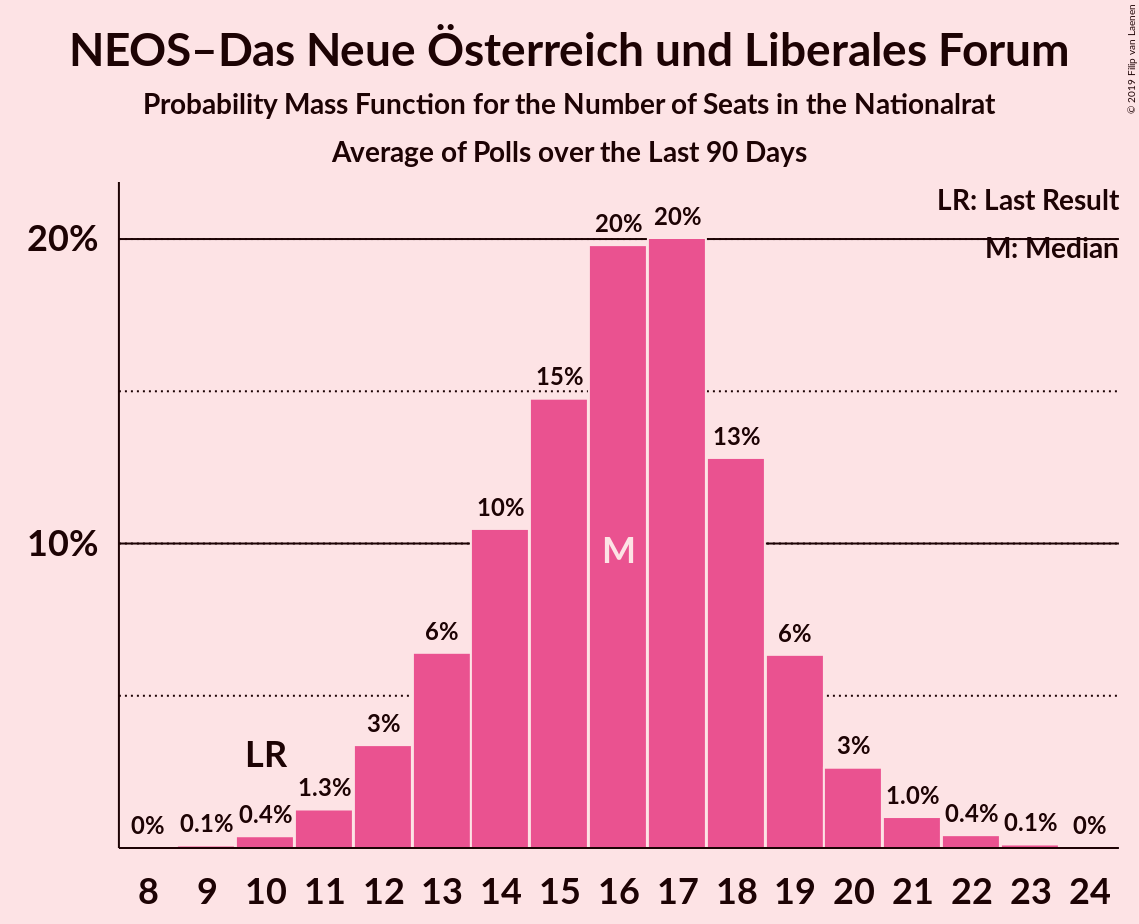 NEOS–Das Neue Österreich und Liberales Forum
Probability Mass Function for the Number of Seats in the Nationalrat
Average of Polls over the Last 90 Days
© 2019 Filip van Laenen
LR: Last Result
M: Median
20%
10%
0%
0.1%
0.4%
LR
1.3%
3%
6%
10%
15%
20%
M
20%
13%
6%
3%
1.0%
0.4%
0.1%
0%
8 9 10 11 12 13 14 15 16 17 18 19 20 21 22 23 24